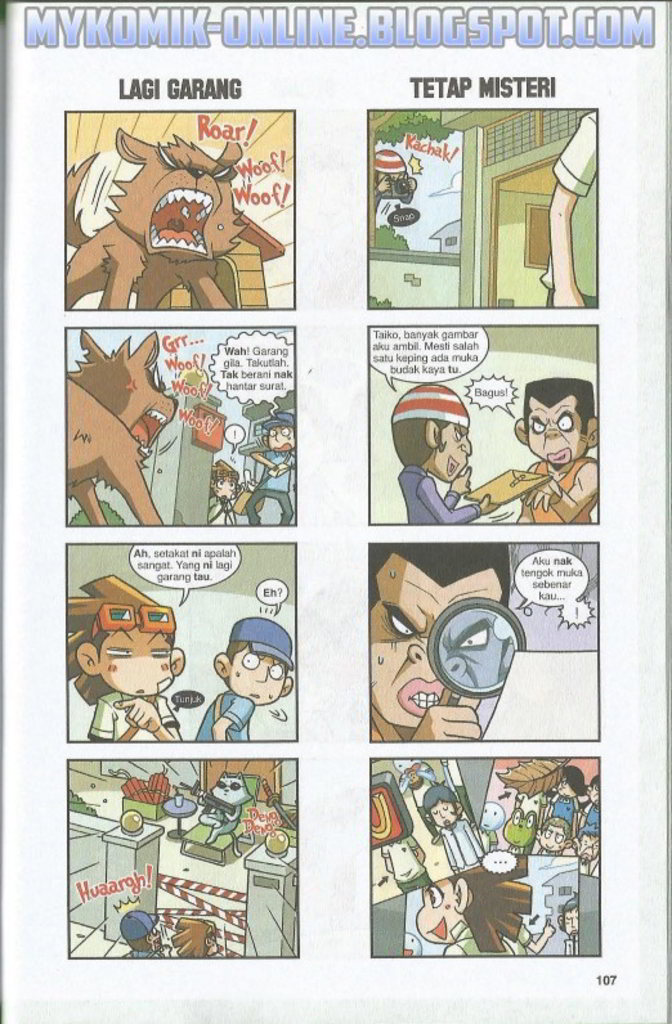 MYKOMIK-ONLINE.BLOGSPOT.COM
LAGI GARANG
Roar!
Woof!
Woof!
Grr...
Woof!
Woof!
Woof!
Wah! Garang
gila. Takutlah.
Tak berani nak
hantar surat.
!
Ah, setakat ni apalah
sangat. Yang ni lagi
garang tau.
Eh?
Tunjuk
Deng
Deng!
Huaargh!
TETAP MISTERI
Kachak!
Snap
Taiko, banyak gambar
aku ambil. Mesti salah
satu keping ada muka
budak kaya tu.
Bagus!
Aku nak
tengok muka
sebenar
kau...
!
...
107